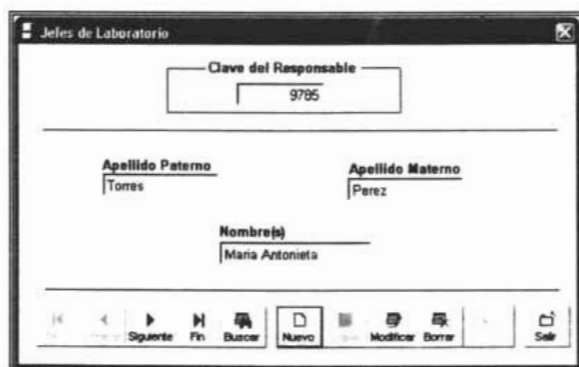 Jefes de Laboratorio
Clave del Responsable
9785
Apellido Paterno
Apellido Materno
Torres
Perez
Nombre(s)
Maria Antonieta
Siguiente Fin Buscar Nuevo Modificar Borrar Salir